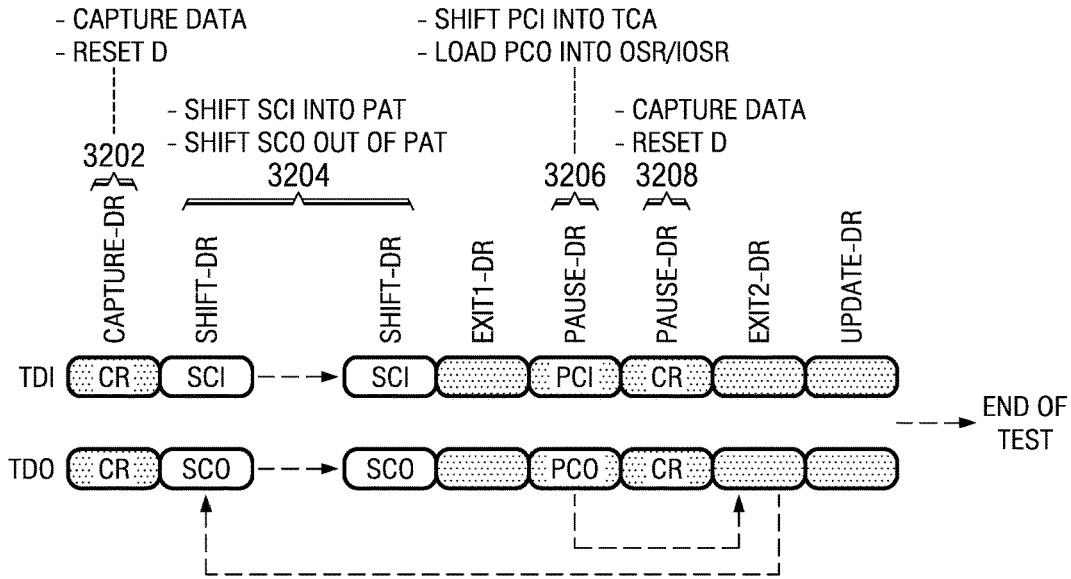 - CAPTURE DATA
- RESET D
- SHIFT PCI INTO TCA
- LOAD PCO INTO OSR/IOSR
- SHIFT SCI INTO PAT
- SHIFT SCO OUT OF PAT
- CAPTURE DATA
- RESET D
3202
3204
3206
3208
CAPTURE-DR
SHIFT-DR
SHIFT-DR
EXIT1-DR
PAUSE-DR
PAUSE-DR
EXIT2-DR
UPDATE-DR
TDI CR SCI SCI PCI CR
END OF
TEST
TDO CR SCO SCO PCO CR